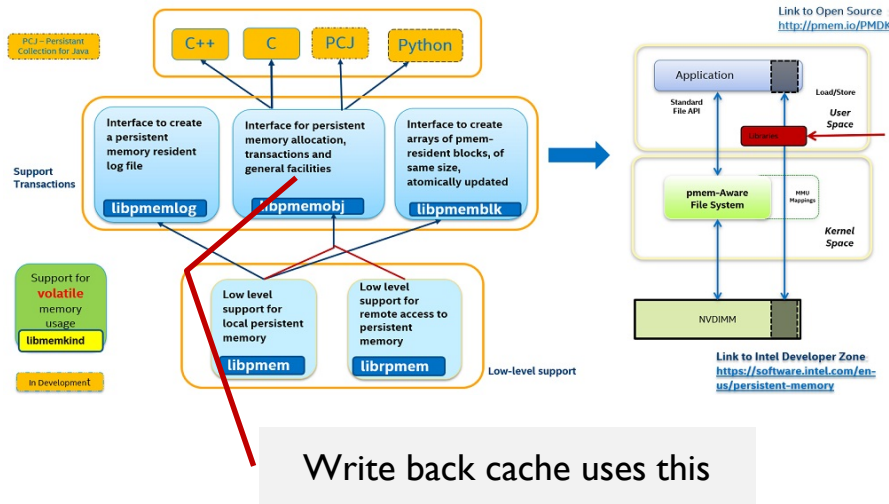 PCJ – Persistant
Collection for Java
C++
C
PCJ
Python
Link to Open Source
http://pmem.io/PMDK
Interface to create
a persistent
memory resident
log file
libpmemlog
Interface for persistent
memory allocation,
transactions and
general facilities
libpmemobj
Interface to create
arrays of pmem-
resident blocks, of
same size,
atomically updated
libpmemblk
Support
Transactions
Application
Standard
File API
Load/Store
User
Space
Libraries
pmem-Aware
File System
MMU
Mappings
Kernel
Space
NVDIMM
Support for
volatile
memory
usage
libmemkind
In Development
Low level
support for
local persistent
memory
libpmem
Low level
support for
remote access to
persistent
memory
librpmem
Low-level support
Link to Intel Developer Zone
https://software.intel.com/en-
us/persistent-memory
Write back cache uses this